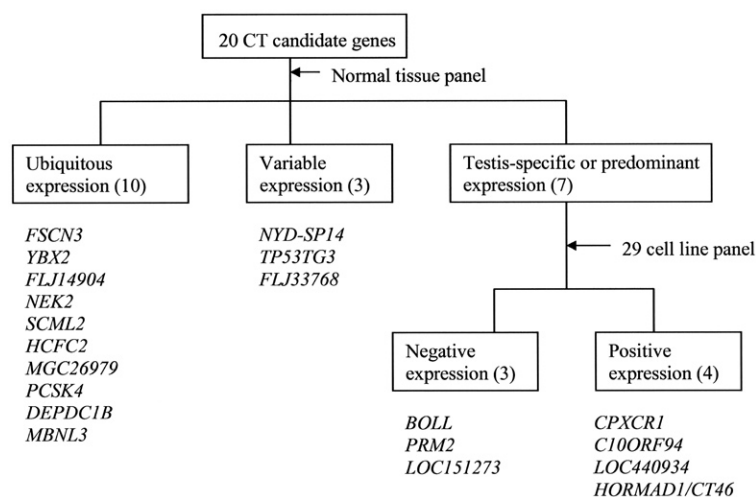 20 CT candidate genes
Normal tissue panel
Ubiquitous
expression (10)
FSCN3
YBX2
FLJ14904
NEK2
SCML2
HCFC2
MGC26979
PCSK4
DEPDC1B
MBNL3
Variable
expression (3)
NYD-SP14
TP53TG3
FLJ33768
Testis-specific or predominant
expression (7)
29 cell line panel
Negative
expression (3)
BOLL
PRM2
LOC151273
Positive
expression (4)
CPXCR1
C10ORF94
LOC440934
HORMAD1/CT46